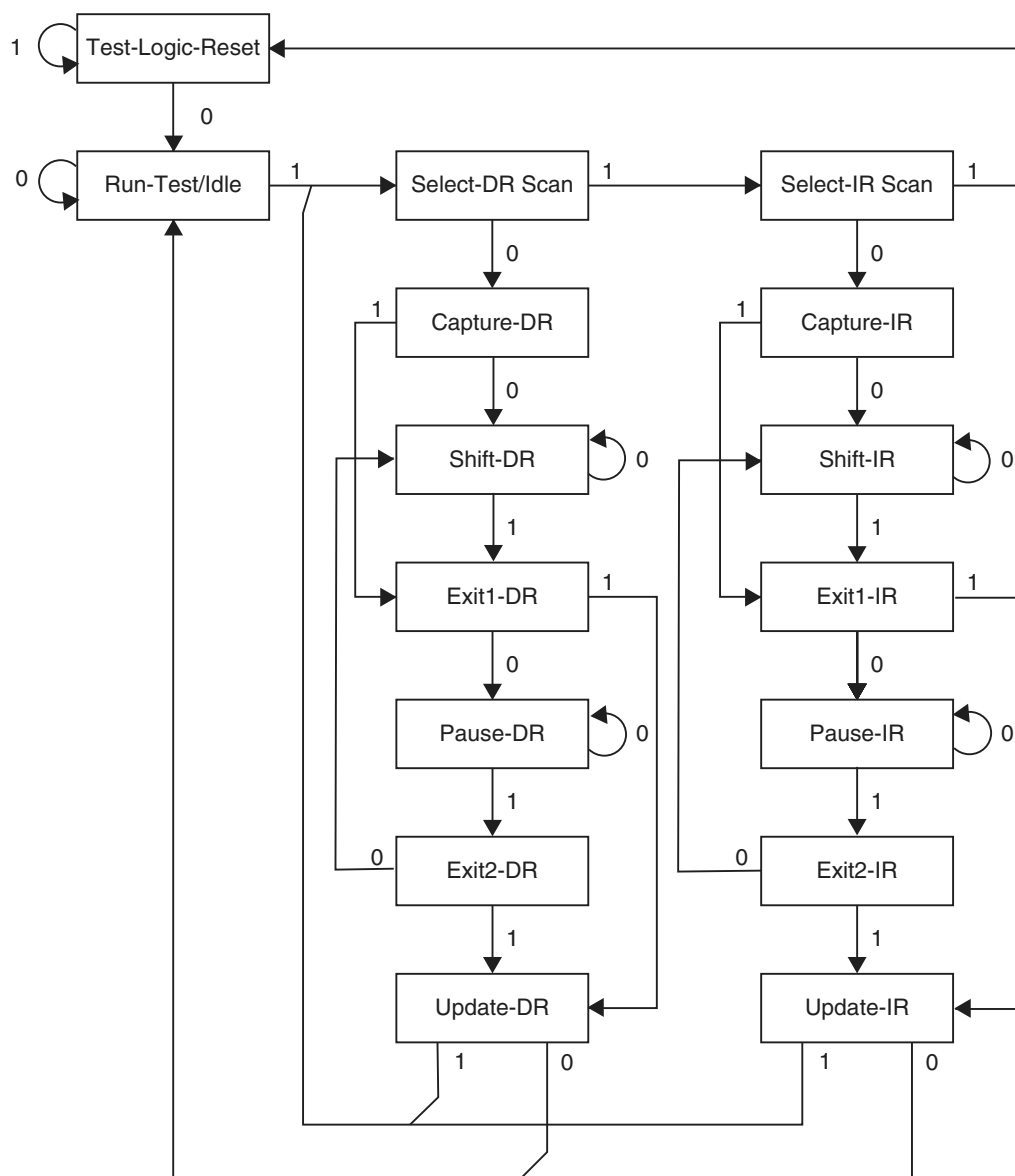 1
Test-Logic-Reset
0
0
Run-Test/Idle
1
Select-DR Scan
1
Select-IR Scan
1
0
0
1
Capture-DR
1
Capture-IR
0
0
Shift-DR
0
Shift-IR
0
1
1
Exit1-DR
1
Exit1-IR
1
0
0
Pause-DR
0
Pause-IR
0
1
1
0
Exit2-DR
0
Exit2-IR
1
1
Update-DR
Update-IR
1
0
1
0